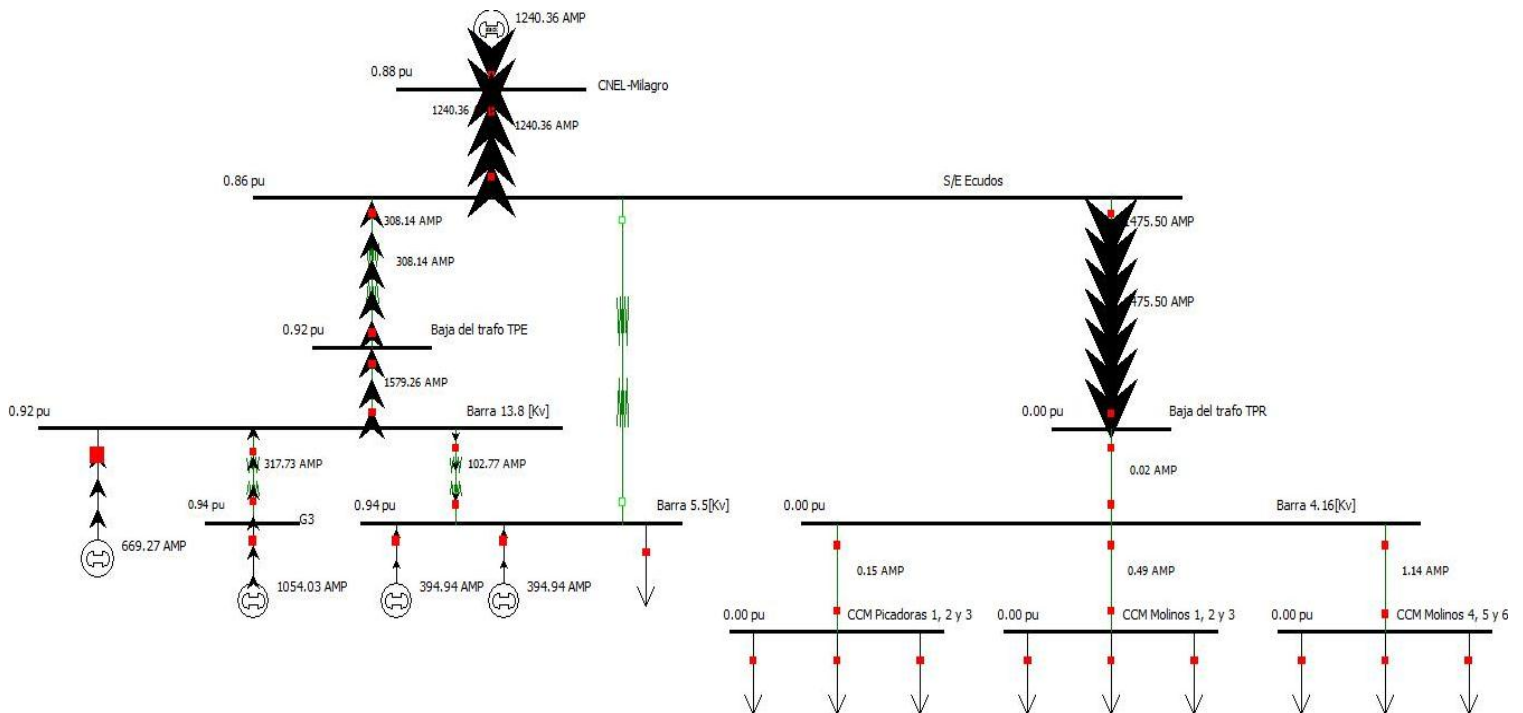 1240.36 AMP
0.88 pu
CNEL-Milagro
1240.36
1240.36 AMP
0.86 pu
S/E Ecudos
308.14 AMP
475.50 AMP
308.14 AMP
475.50 AMP
0.92 pu
Baja del trafo TPE
1579.26 AMP
0.92 pu
Barra 13.8 [Kv]
0.00 pu
Baja del trafo TPR
317.73 AMP
102.77 AMP
0.02 AMP
0.94 pu
G3
0.94 pu
Barra 5.5[Kv]
0.00 pu
Barra 4.16[Kv]
669.27 AMP
1054.03 AMP
394.94 AMP
394.94 AMP
0.15 AMP
0.49 AMP
1.14 AMP
0.00 pu
CCM Picadoras 1, 2 y 3
0.00 pu
CCM Molinos 1, 2 y 3
0.00 pu
CCM Molinos 4, 5 y 6